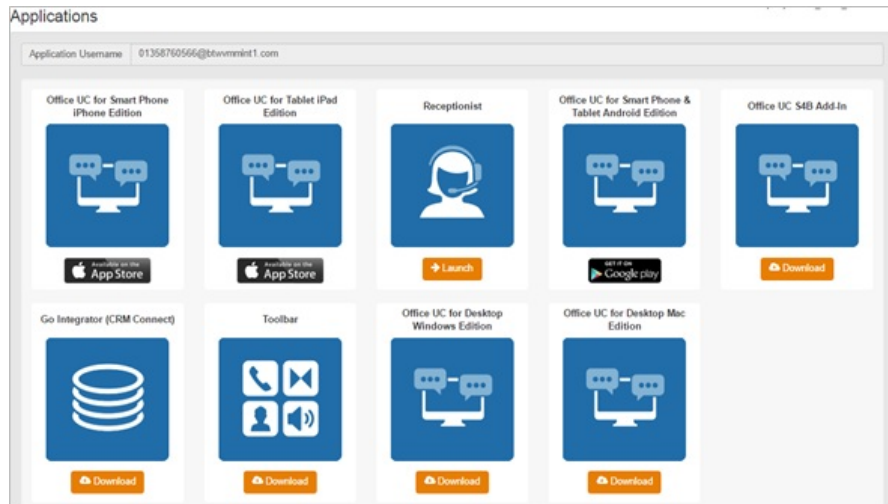 Applications
Application Username 01358760566@btwvmmint1.com
Office UC for Smart Phone
iPhone Edition
Available on the
App Store
Office UC for Tablet iPad
Edition
Available on the
App Store
Receptionist
Launch
Office UC for Smart Phone &
Tablet Android Edition
GET IT ON
Google play
Office UC S4B Add-In
Download
Go Integrator (CRM Connect)
Download
Toolbar
Download
Office UC for Desktop
Windows Edition
Download
Office UC for Desktop Mac
Edition
Download